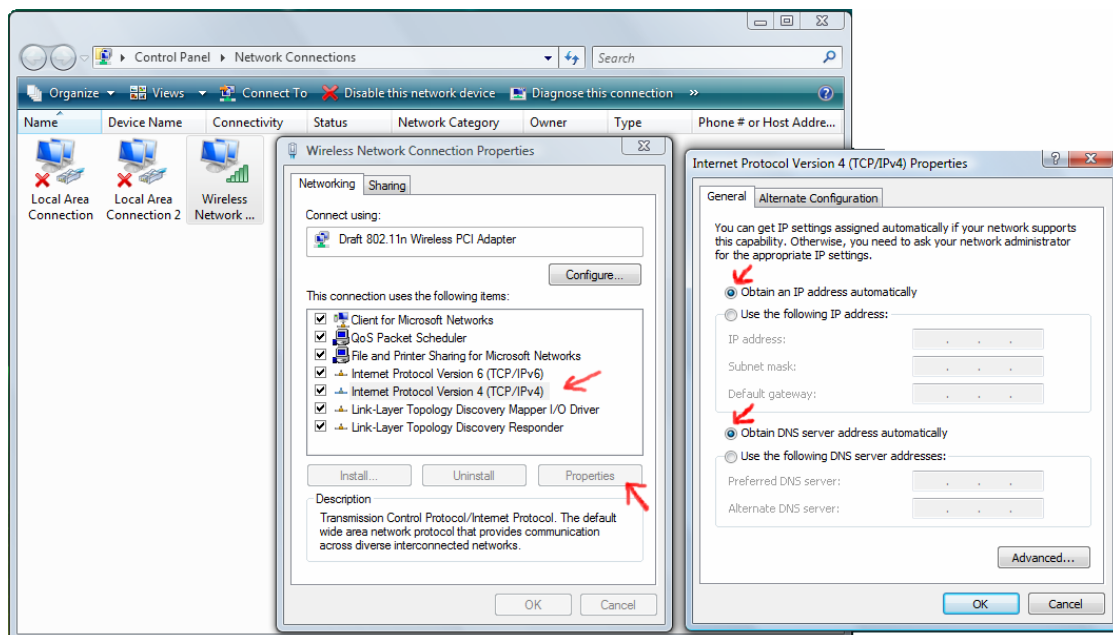 Control Panel Network Connections
Search
Organize Views Connect To Disable this network device Diagnose this connection »
Name Device Name Connectivity Status Network Category Owner Type Phone # or Host Addre...
Local Area
Connection
Local Area
Connection 2
Wireless
Network ...
Wireless Network Connection Properties
Networking Sharing
Connect using:
Draft 802.11n Wireless PCI Adapter
Configure...
This connection uses the following items:
Client for Microsoft Networks
QoS Packet Scheduler
File and Printer Sharing for Microsoft Networks
Internet Protocol Version 6 (TCP/IPv6)
Internet Protocol Version 4 (TCP/IPv4)
Link-Layer Topology Discovery Mapper I/O Driver
Link-Layer Topology Discovery Responder
Install... Uninstall Properties
Description
Transmission Control Protocol/Internet Protocol. The default
wide area network protocol that provides communication
across diverse interconnected networks.
OK Cancel
Internet Protocol Version 4 (TCP/IPv4) Properties
General Alternate Configuration
You can get IP settings assigned automatically if your network supports
this capability. Otherwise, you need to ask your network administrator
for the appropriate IP settings.
Obtain an IP address automatically
Use the following IP address:
IP address:
Subnet mask:
Default gateway:
Obtain DNS server address automatically
Use the following DNS server addresses:
Preferred DNS server:
Alternate DNS server:
Advanced...
OK Cancel